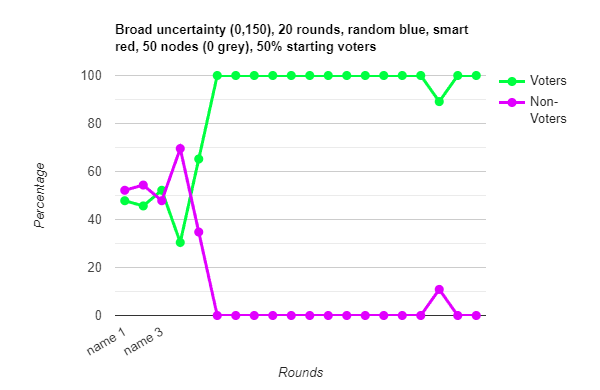 Broad uncertainty (0,150), 20 rounds, random blue, smart
red, 50 nodes (0 grey), 50% starting voters
100
80
60
40
20
0
Percentage
name 1
name 3
Rounds
Voters
Non-
Voters